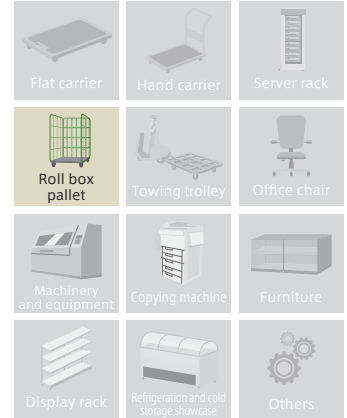 Flat carrier
Hand carrier
Server rack
Roll box
pallet
Towing trolley
Office chair
Machinery
and equipment
Copying machine
Furniture
Display rack
Refrigeration and cold
storage showcase
Others